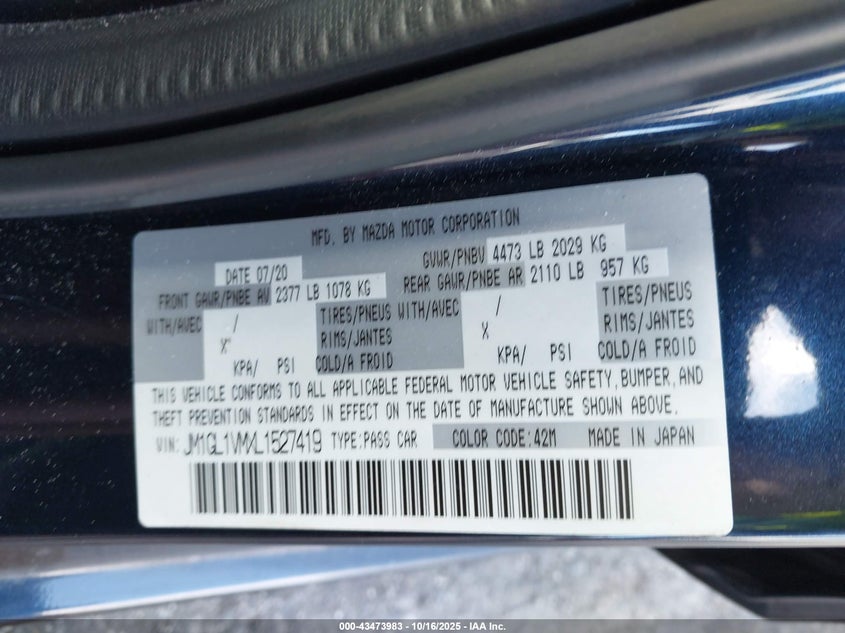 MFD. BY MAZDA MOTOR CORPORATION
DATE 07/20 GVWR/PNBV 4473 LB 2029 KG
FRONT GAWR/PNBE AV 2377 LB 1078 KG REAR GAWR/PNBE AR 2110 LB 957 KG
WITH/AVEC / TIRES/PNEUS WITH/AVEC / TIRES/PNEUS
X" RIMS/JANTES X RIMS/JANTES
KPA/ PSI COLD/A FROID KPA/ PSI COLD/A FROID
THIS VEHICLE CONFORMS TO ALL APPLICABLE FEDERAL MOTOR VEHICLE SAFETY, BUMPER, AND
THEFT PREVENTION STANDARDS IN EFFECT ON THE DATE OF MANUFACTURE SHOWN ABOVE.
VIN: JM1GL1VMXL1527419 TYPE:PASS CAR COLOR CODE:42M MADE IN JAPAN
000-43473983 | 10/16/2025 - IAA Inc.